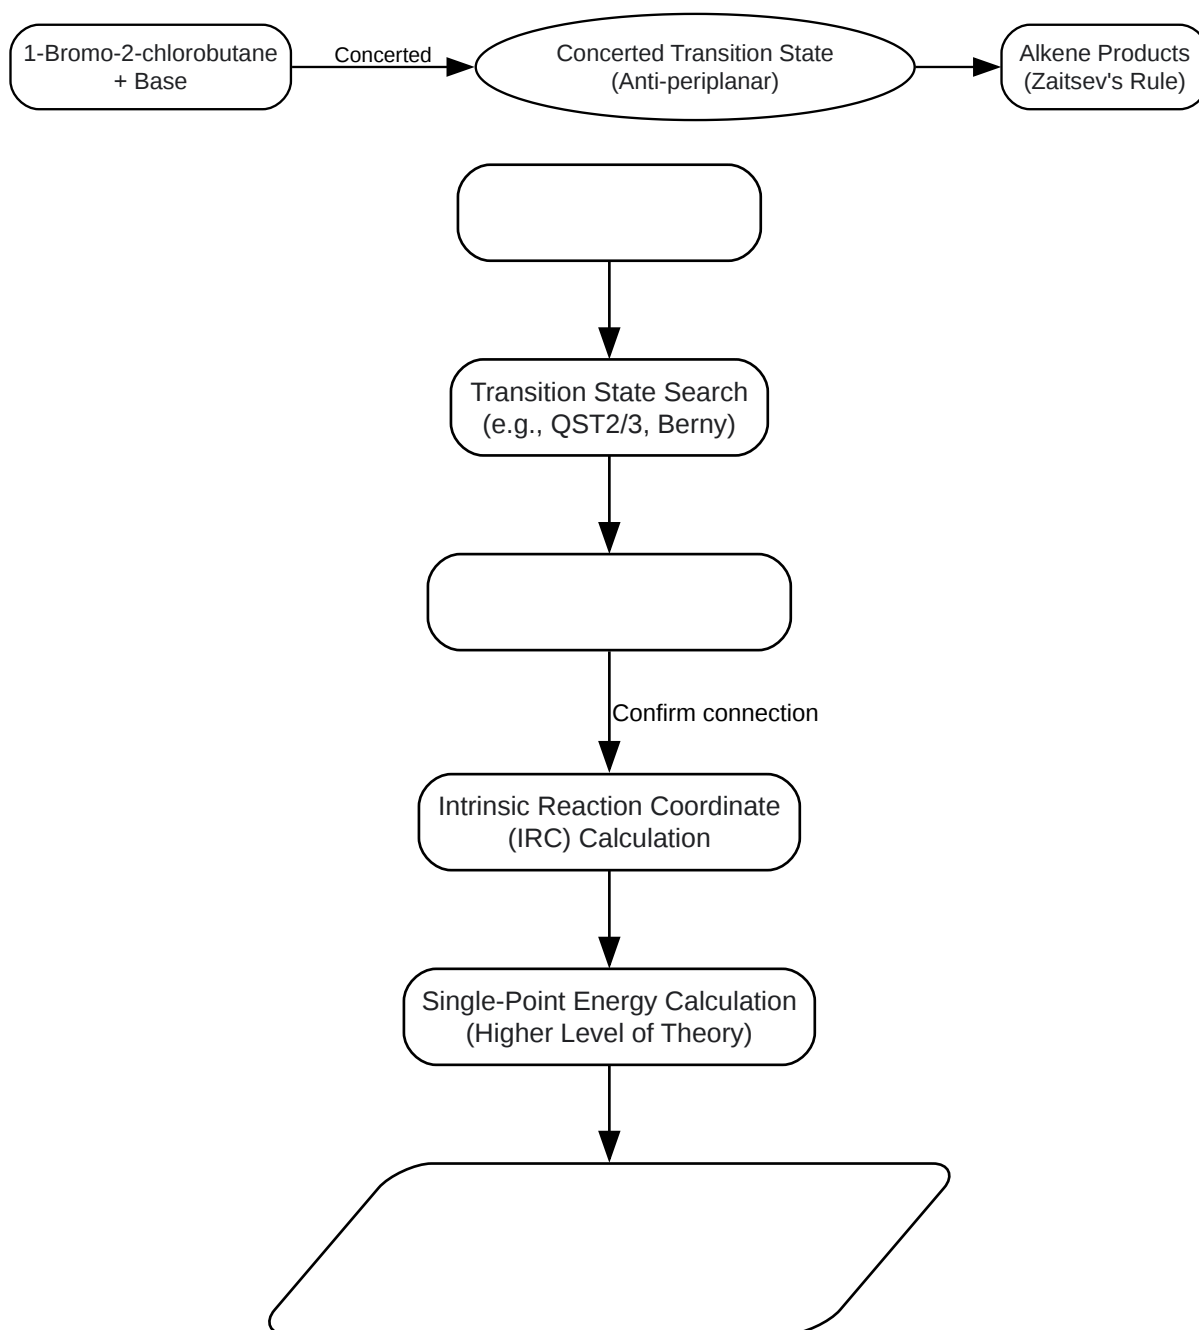 1-Bromo-2-chlorobutane
+ Base
Concerted
Concerted Transition State
(Anti-periplanar)
Alkene Products
(Zaitsev's Rule)
Transition State Search
(e.g., QST2/3, Berny)
Confirm connection
Intrinsic Reaction Coordinate
(IRC) Calculation
Single-Point Energy Calculation
(Higher Level of Theory)